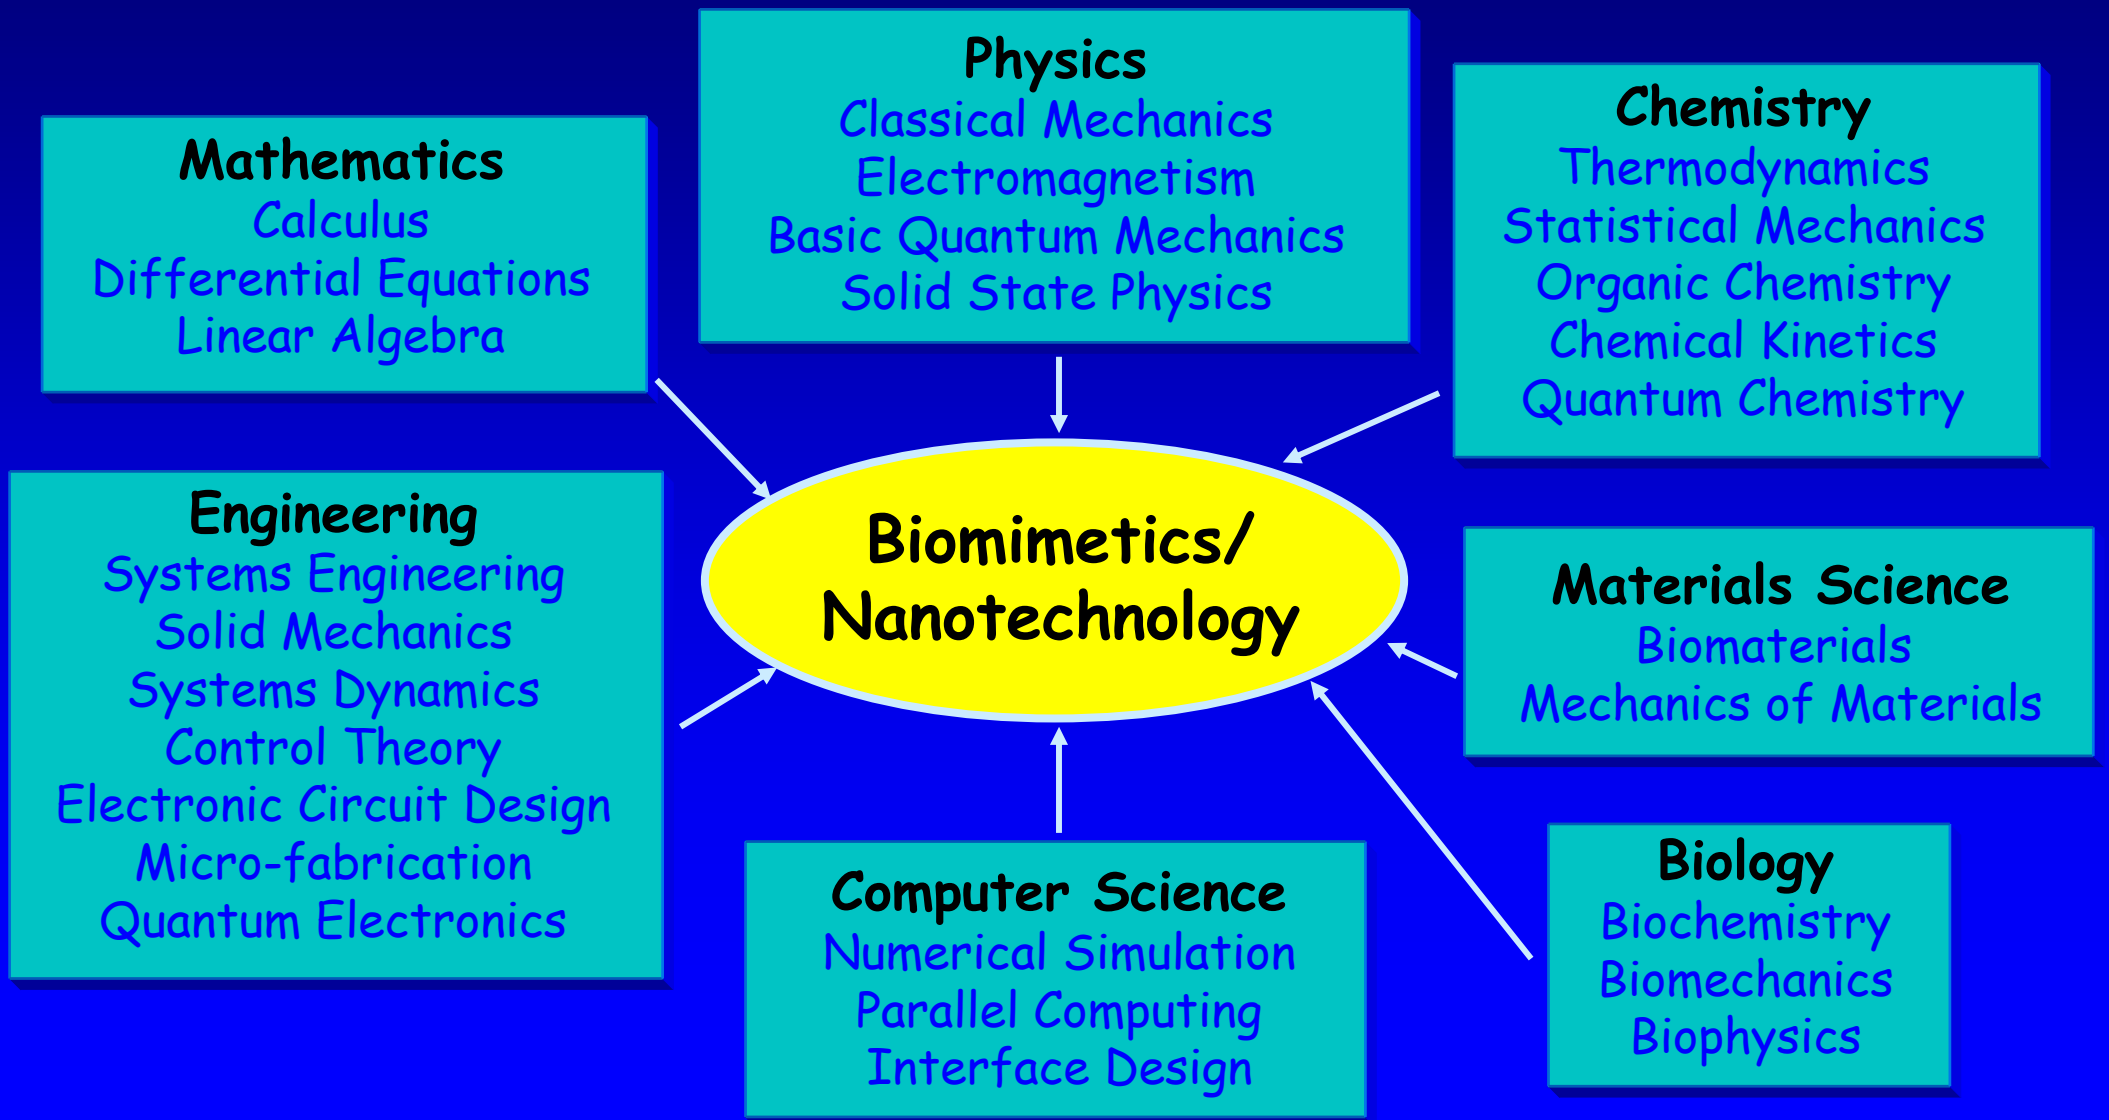 Physics
Classical Mechanics
Electromagnetism
Basic Quantum Mechanics
Solid State Physics
Chemistry
Thermodynamics
Statistical Mechanics
Organic Chemistry
Chemical Kinetics
Quantum Chemistry
Mathematics
Calculus
Differential Equations
Linear Algebra
Engineering
Systems Engineering
Solid Mechanics
Systems Dynamics
Control Theory
Electronic Circuit Design
Micro-fabrication
Quantum Electronics
Biomimetics/
Nanotechnology
Materials Science
Biomaterials
Mechanics of Materials
Computer Science
Numerical Simulation
Parallel Computing
Interface Design
Biology
Biochemistry
Biomechanics
Biophysics